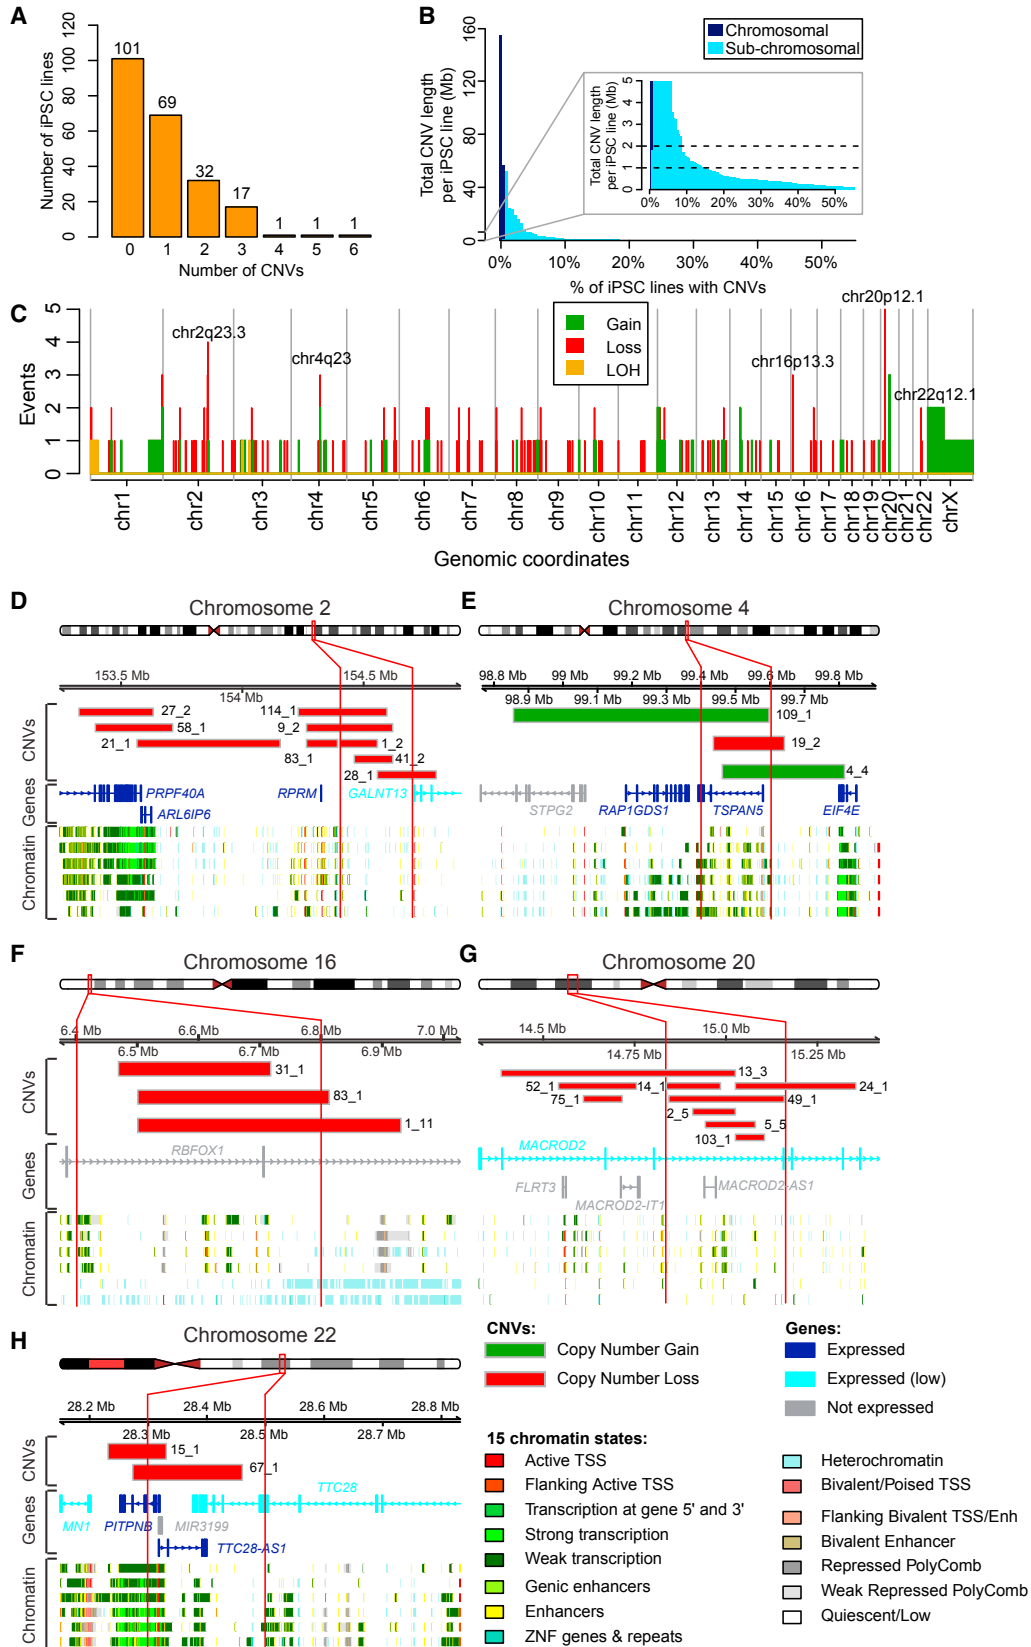 A
Number of iPSC lines
120
100
80
60
40
20
0
101
69
32
17
1
1
1
0 1 2 3 4 5 6
Number of CNVs
B
Total CNV length
per iPSC line (Mb)
160
120
80
40
0
Chromosomal
Sub-chromosomal
Total CNV length
per iPSC line (Mb)
5
4
3
2
1
0
0% 10% 20% 30% 40% 50%
0% 10% 20% 30% 40% 50%
% of iPSC lines with CNVs
C
Events
5
4
3
2
1
0
chr2q23.3
chr4q23
chr16p13.3
chr20p12.1
chr22q12.1
Gain
Loss
LOH
chr1
chr2
chr3
chr4
chr5
chr6
chr7
chr8
chr9
chr10
chr11
chr12
chr13
chr14
chr15
chr16
chr17
chr18
chr19
chr20
chr21
chr22
chrX
Genomic coordinates
D
Chromosome 2
153.5 Mb
154 Mb
154.5 Mb
CNVs
27_2
58_1
21_1
114_1
9_2
83_1
1_2
41_2
28_1
Genes
PRPF40A
ARL6IP6
RPRM
GALNT13
Chromatin
E
Chromosome 4
98.8 Mb 99 Mb 99.2 Mb 99.4 Mb 99.6 Mb 99.8 Mb
98.9 Mb 99.1 Mb 99.3 Mb 99.5 Mb 99.7 Mb
109_1
19_2
4_4
STPG2
RAP1GDS1
TSPAN5
EIF4E
F
Chromosome 16
6.4 Mb 6.6 Mb 6.8 Mb 7.0 Mb
6.5 Mb 6.7 Mb 6.9 Mb
CNVs
31_1
83_1
1_11
Genes
RBFOX1
Chromatin
G
Chromosome 20
14.5 Mb 15.0 Mb
14.75 Mb 15.25 Mb
13_3
52_1
14_1
24_1
75_1
49_1
2_5
5_5
103_1
MACROD2
FLRT3
MACROD2-IT1
MACROD2-AS1
H
Chromosome 22
28.2 Mb 28.4 Mb 28.6 Mb 28.8 Mb
28.3 Mb 28.5 Mb 28.7 Mb
CNVs
15_1
67_1
Genes
TTC28
MN1
PITPNB
MIR3199
TTC28-AS1
Chromatin
CNVs:
Copy Number Gain
Copy Number Loss
Genes:
Expressed
Expressed (low)
Not expressed
15 chromatin states:
Active TSS
Flanking Active TSS
Transcription at gene 5' and 3'
Strong transcription
Weak transcription
Genic enhancers
Enhancers
ZNF genes & repeats
Heterochromatin
Bivalent/Poised TSS
Flanking Bivalent TSS/Enh
Bivalent Enhancer
Repressed PolyComb
Weak Repressed PolyComb
Quiescent/Low